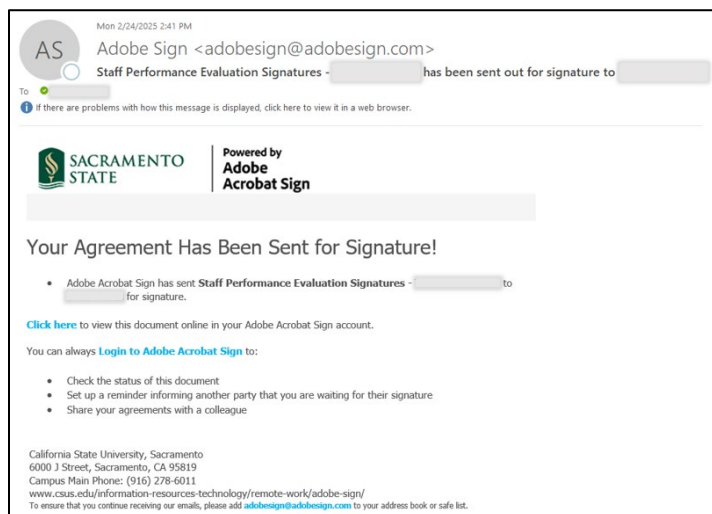 Mon 2/24/2025 2:41 PM
AS
Adobe Sign <adobesign@adobesign.com>
Staff Performance Evaluation Signatures - has been sent out for signature to
To
If there are problems with how this message is displayed, click here to view it in a web browser.
SACRAMENTO
STATE
Powered by
Adobe
Acrobat Sign
Your Agreement Has Been Sent for Signature!
• Adobe Acrobat Sign has sent Staff Performance Evaluation Signatures - to
for signature.
Click here to view this document online in your Adobe Acrobat Sign account.
You can always Login to Adobe Acrobat Sign to:
• Check the status of this document
• Set up a reminder informing another party that you are waiting for their signature
• Share your agreements with a colleague
California State University, Sacramento
6000 J Street, Sacramento, CA 95819
Campus Main Phone: (916) 278-6011
www.csus.edu/information-resources-technology/remote-work/adobe-sign/
To ensure that you continue receiving our emails, please add adobesign@adobesign.com to your address book or safe list.